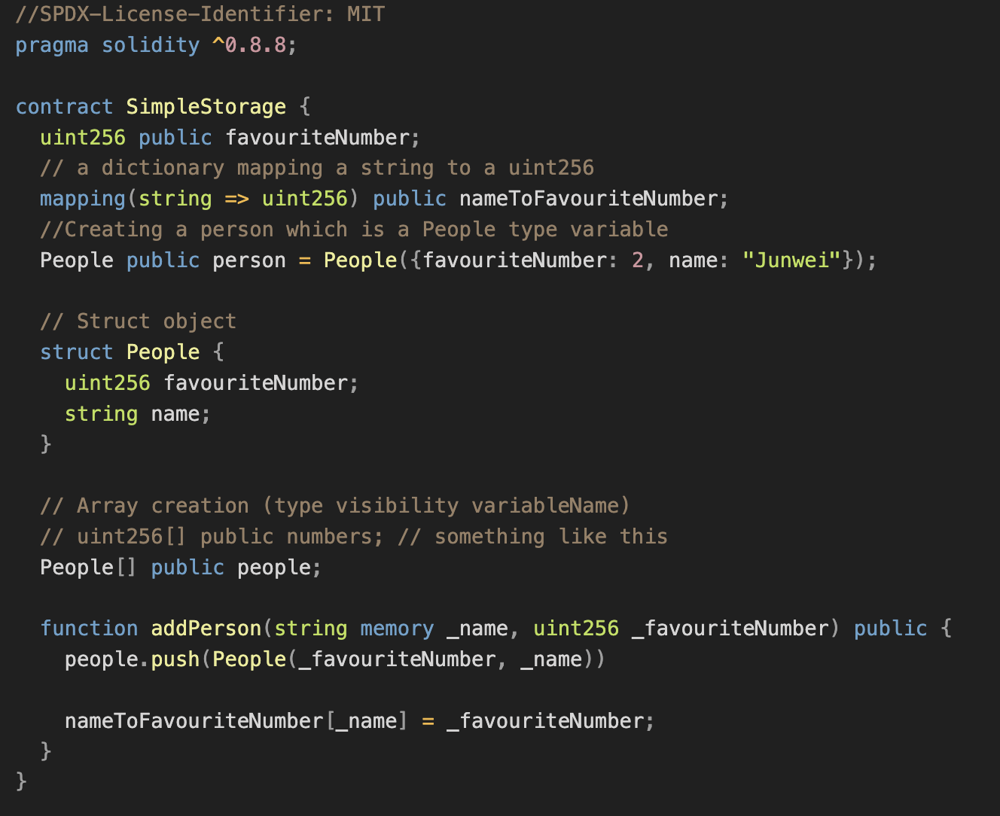 //SPDX-License-Identifier: MIT
pragma solidity ^0.8.8;

contract SimpleStorage {
  uint256 public favouriteNumber;
  // a dictionary mapping a string to a uint256
  mapping(string => uint256) public nameToFavouriteNumber;
  //Creating a person which is a People type variable
  People public person = People({favouriteNumber: 2, name: "Junwei"});

  // Struct object
  struct People {
    uint256 favouriteNumber;
    string name;
  }

  // Array creation (type visibility variableName)
  // uint256[] public numbers; // something like this
  People[] public people;

  function addPerson(string memory _name, uint256 _favouriteNumber) public {
    people.push(People(_favouriteNumber, _name))

    nameToFavouriteNumber[_name] = _favouriteNumber;
  }
}